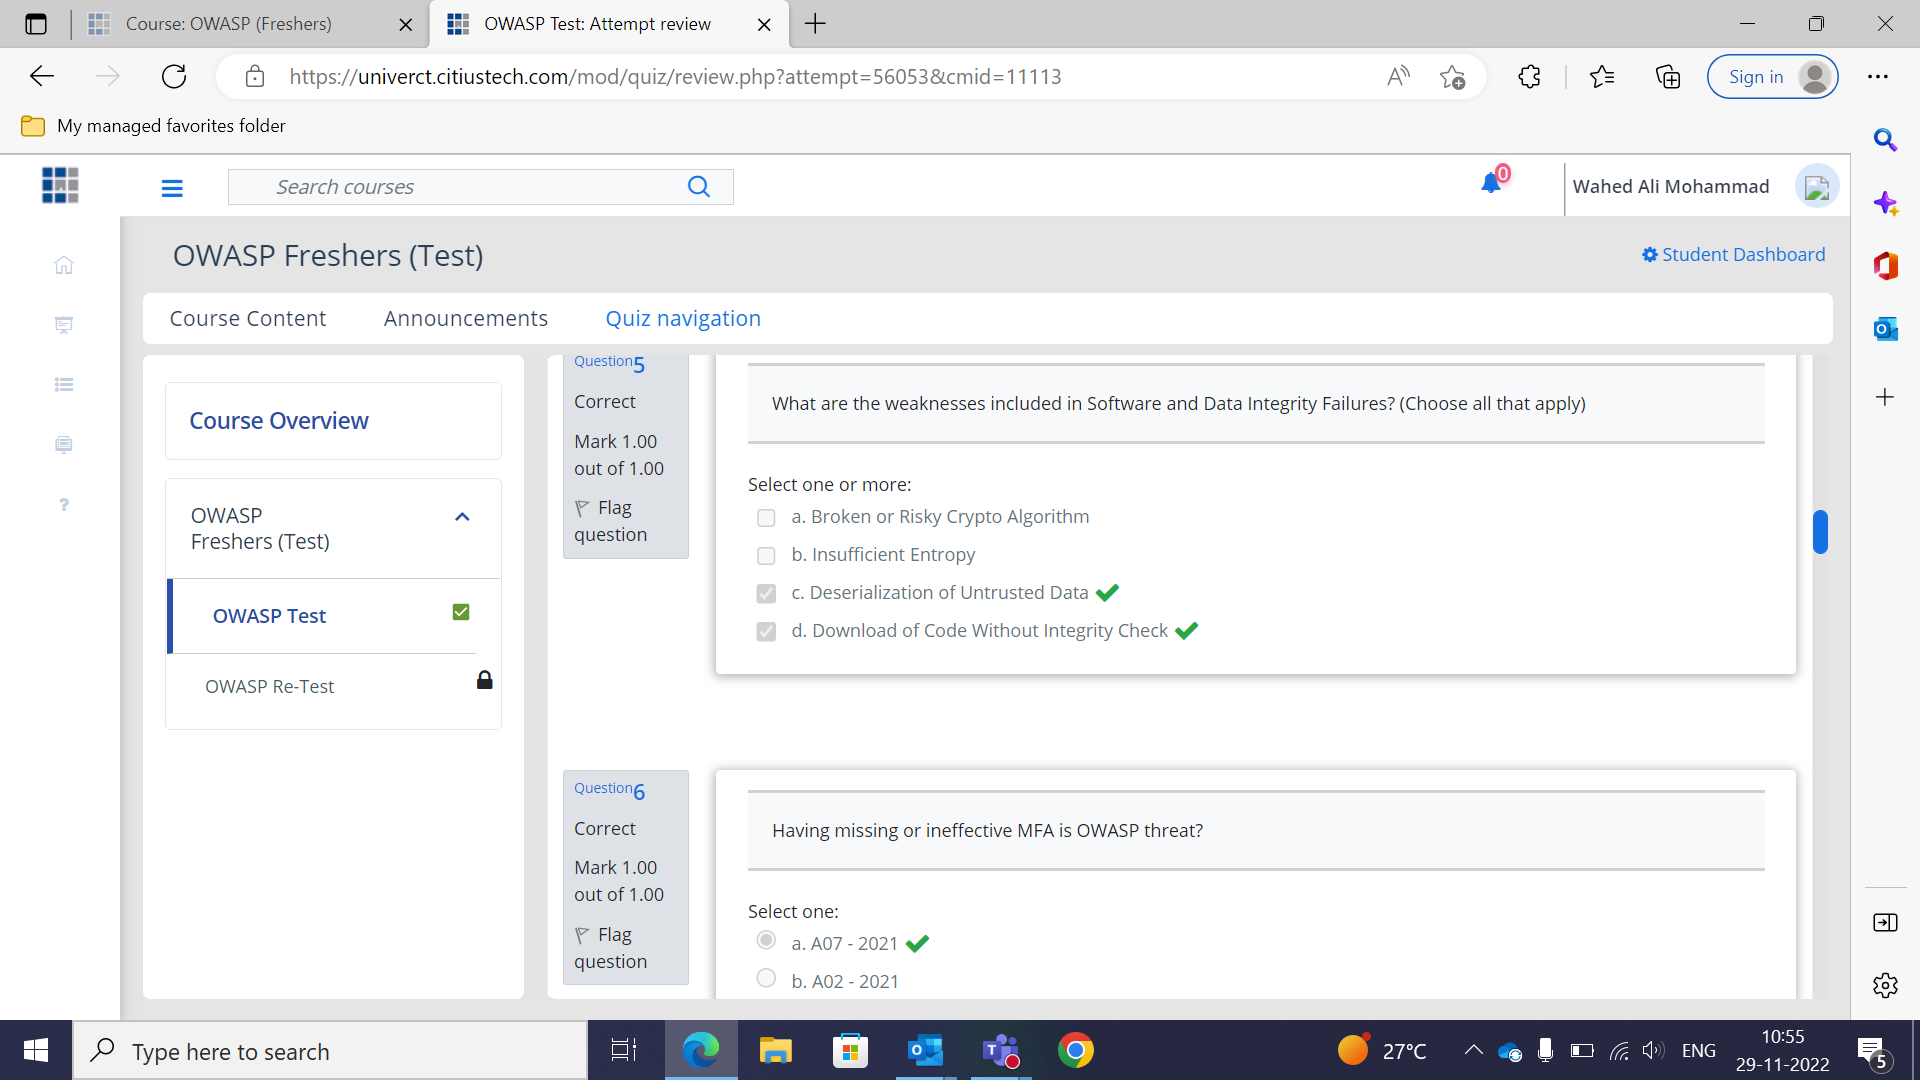 Course: OWASP (Freshers)
OWASP Test: Attempt review
https://univerct.citiustech.com/mod/quiz/review.php?attempt=56053&cmid=11113
Sign in
My managed favorites folder
Search courses
0
Wahed Ali Mohammad
OWASP Freshers (Test)
Student Dashboard
Course Content
Announcements
Quiz navigation
Course Overview
OWASP
Freshers (Test)
OWASP Test
OWASP Re-Test
Question 5
Correct
Mark 1.00
out of 1.00
Flag
question
What are the weaknesses included in Software and Data Integrity Failures? (Choose all that apply)
Select one or more:
a. Broken or Risky Crypto Algorithm
b. Insufficient Entropy
c. Deserialization of Untrusted Data
d. Download of Code Without Integrity Check
Question 6
Correct
Mark 1.00
out of 1.00
Flag
question
Having missing or ineffective MFA is OWASP threat?
Select one:
a. A07 - 2021
b. A02 - 2021
Type here to search
27°C
ENG
10:55
29-11-2022
5